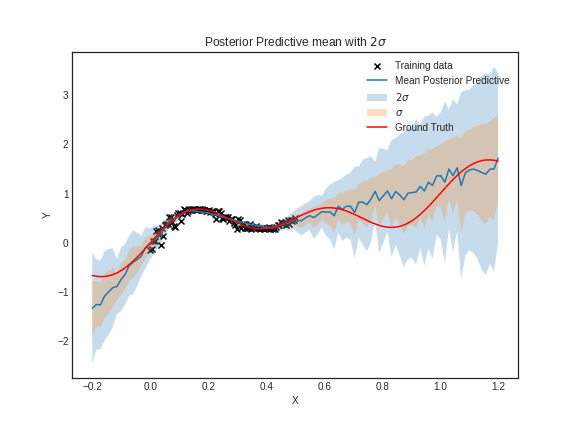 Posterior Predictive mean with 2σ
Training data
Mean Posterior Predictive
2σ
σ
Ground Truth
Y
3
2
1
0
−1
−2
−0.2 0.0 0.2 0.4 0.6 0.8 1.0 1.2
X